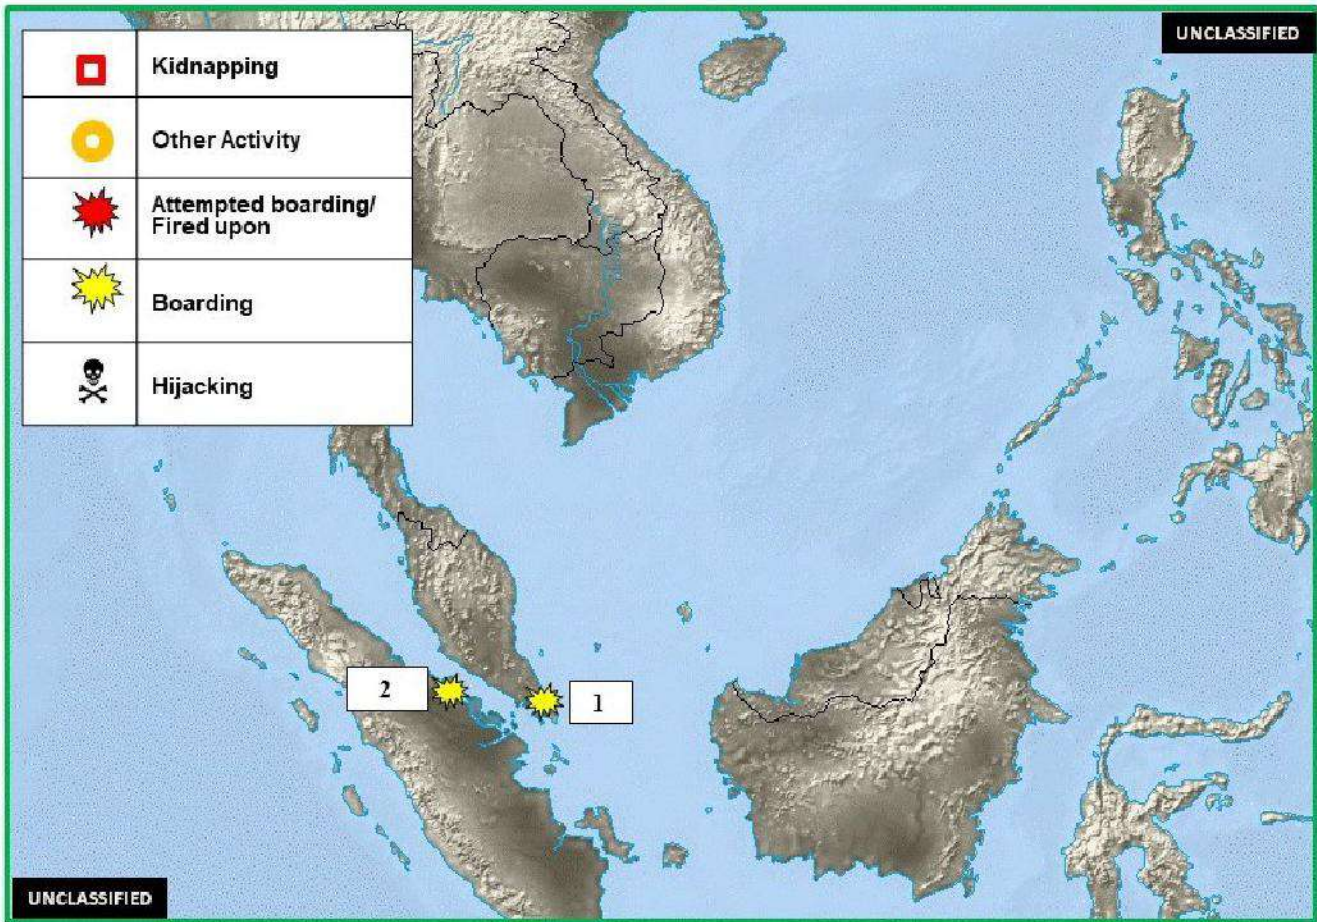 UNCLASSIFIED
Kidnapping
Other Activity
Attempted boarding/
Fired upon
Boarding
Hijacking
2
1
UNCLASSIFIED